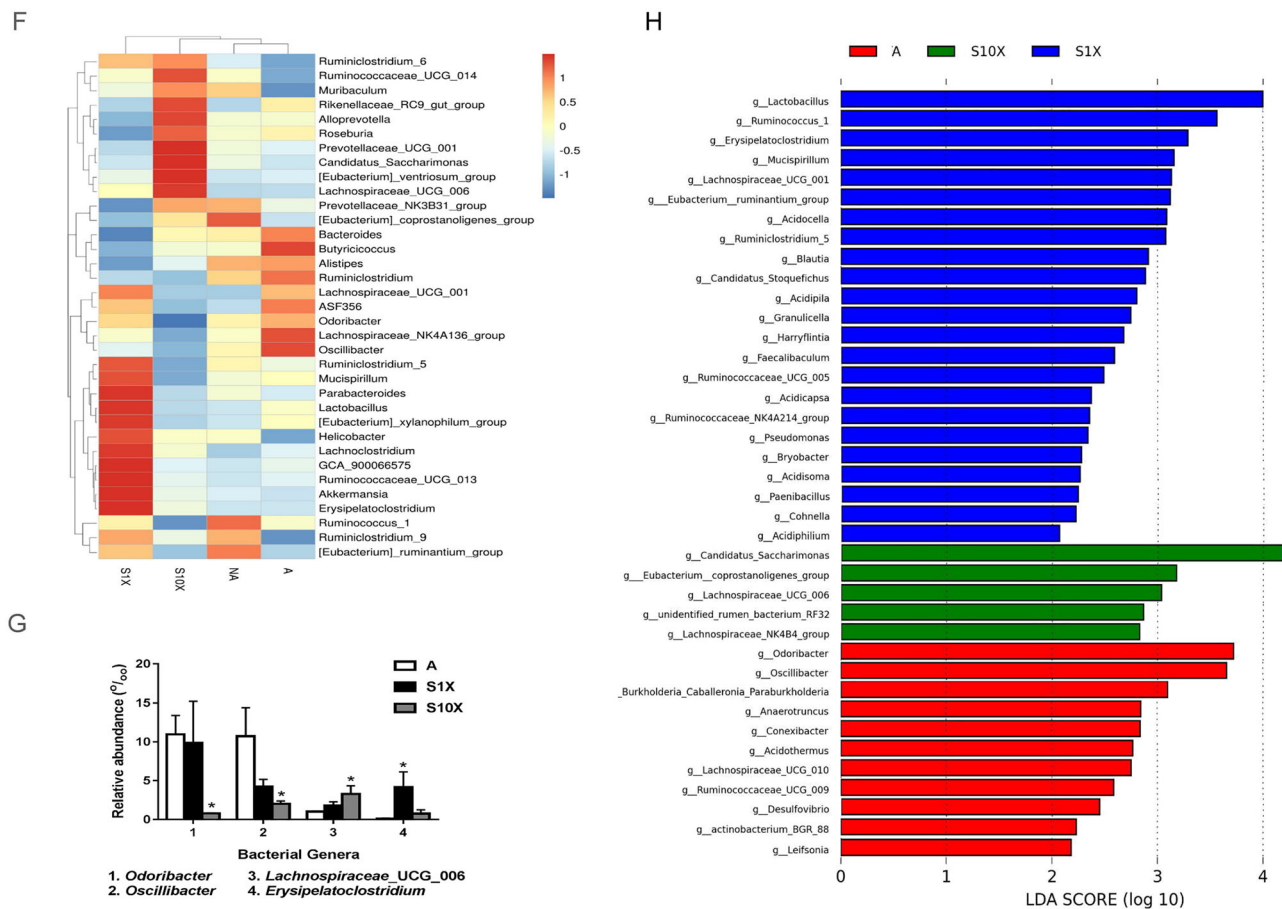 F
Ruminiclostridium_6
Ruminococcaceae_UCG_014
Muribaculum
Rikenellaceae_RC9_gut_group
Alloprevotella
Roseburia
Prevotellaceae_UCG_001
Candidatus_Saccharimonas
[Eubacterium]_ventriosum_group
Lachnospiraceae_UCG_006
Prevotellaceae_NK3B31_group
[Eubacterium]_coprostanoligenes_group
Bacteroides
Butyricicoccus
Alistipes
Ruminiclostridium
Lachnospiraceae_UCG_001
ASF356
Odoribacter
Lachnospiraceae_NK4A136_group
Oscillibacter
Ruminiclostridium_5
Mucispirillum
Parabacteroides
Lactobacillus
[Eubacterium]_xylanophilum_group
Helicobacter
Lachnoclostridium
GCA_900066575
Ruminococcaceae_UCG_013
Akkermansia
Erysipelatoclostridium
Ruminococcus_1
Ruminiclostridium_9
[Eubacterium]_ruminantium_group
1
0.5
0
-0.5
-1
S1X
S10X
NA
A
G
Relative abundance (o/oo)
20
15
10
5
0
A
S1X
S10X
*
*
*
*
1 2 3 4
Bacterial Genera
1. Odoribacter 3. Lachnospiraceae_UCG_006
2. Oscillibacter 4. Erysipelatoclostridium
H
A S10X S1X
g__Lactobacillus
g__Ruminococcus_1
g__Erysipelatoclostridium
g__Mucispirillum
g__Lachnospiraceae_UCG_001
g___Eubacterium__ruminantium_group
g__Acidocella
g__Ruminiclostridium_5
g__Blautia
g__Candidatus_Stoquefichus
g__Acidipila
g__Granulicella
g__Harryflintia
g__Faecalibaculum
g__Ruminococcaceae_UCG_005
g__Acidicapsa
g__Ruminococcaceae_NK4A214_group
g__Pseudomonas
g__Bryobacter
g__Acidisoma
g__Paenibacillus
g__Cohnella
g__Acidiphilium
g__Candidatus_Saccharimonas
g___Eubacterium__coprostanoligenes_group
g__Lachnospiraceae_UCG_006
g__unidentified_rumen_bacterium_RF32
g__Lachnospiraceae_NK4B4_group
g__Odoribacter
g__Oscillibacter
_Burkholderia_Caballeronia_Paraburkholderia
g__Anaerotruncus
g__Conexibacter
g__Acidothermus
g__Lachnospiraceae_UCG_010
g__Ruminococcaceae_UCG_009
g__Desulfovibrio
g__actinobacterium_BGR_88
g__Leifsonia
0 1 2 3 4
LDA SCORE (log 10)